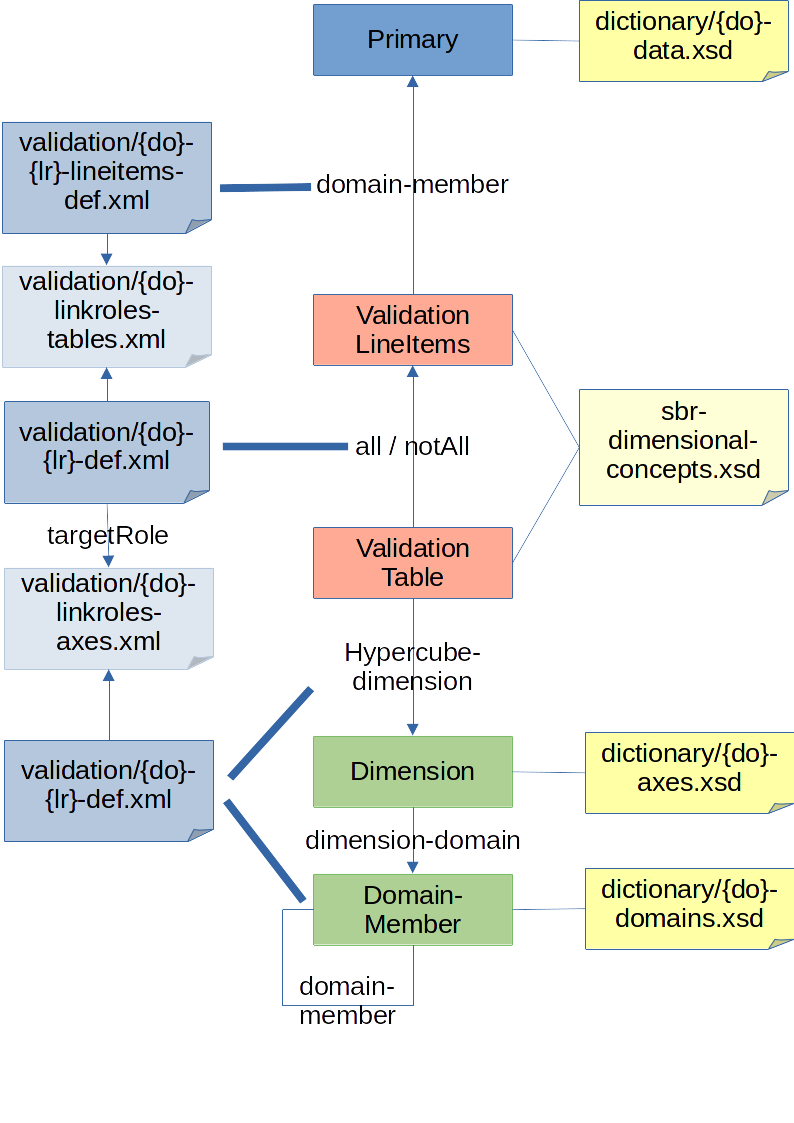 Primary
dictionary/{do}-
data.xsd
validation/{do}-
{lr}-lineitems-
def.xml
domain-member
validation/{do}-
linkroles-
tables.xml
Validation
LineItems
validation/{do}-
{lr}-def.xml
all / notAll
sbr-
dimensional-
concepts.xsd
targetRole
Validation
Table
validation/{do}-
linkroles-
axes.xml
Hypercube-
dimension
validation/{do}-
{lr}-def.xml
Dimension
dictionary/{do}-
axes.xsd
dimension-domain
Domain-
Member
dictionary/{do}-
domains.xsd
domain-
member